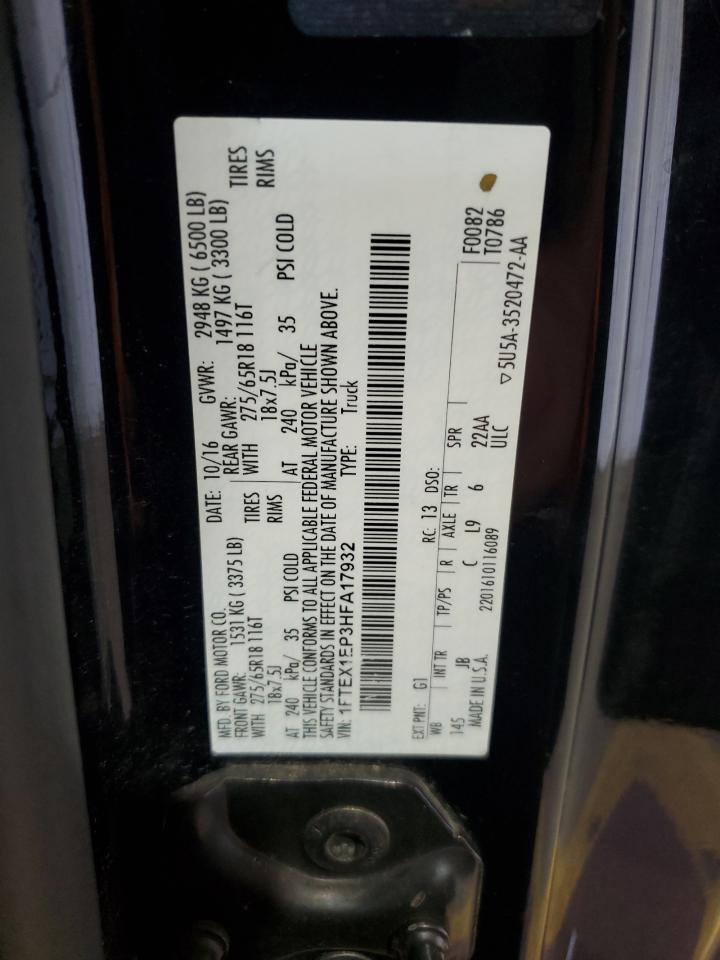 MFD. BY FORD MOTOR CO. DATE: 10/16 GVWR: 2948 KG ( 6500 LB)
FRONT GAWR: 1531 KG ( 3375 LB) REAR GAWR: 1497 KG ( 3300 LB)
WITH 275/65R18 116T TIRES WITH 275/65R18 116T TIRES
18x7.5J RIMS 18x7.5J RIMS
AT 240 kPa/ 35 PSI COLD AT 240 kPa/ 35 PSI COLD
THIS VEHICLE CONFORMS TO ALL APPLICABLE FEDERAL MOTOR VEHICLE
SAFETY STANDARDS IN EFFECT ON THE DATE OF MANUFACTURE SHOWN ABOVE.
VIN: 1FTEX1EP3HFA17932 TYPE: Truck
EXT PNT: G1 RC: 13 DSO:
WB INT TR TP/PS R AXLE TR SPR F0082
145 JB C L9 6 22AA T0786
ULC
MADE IN U.S.A. 2201610116089 ▽5U5A-3520472-AA